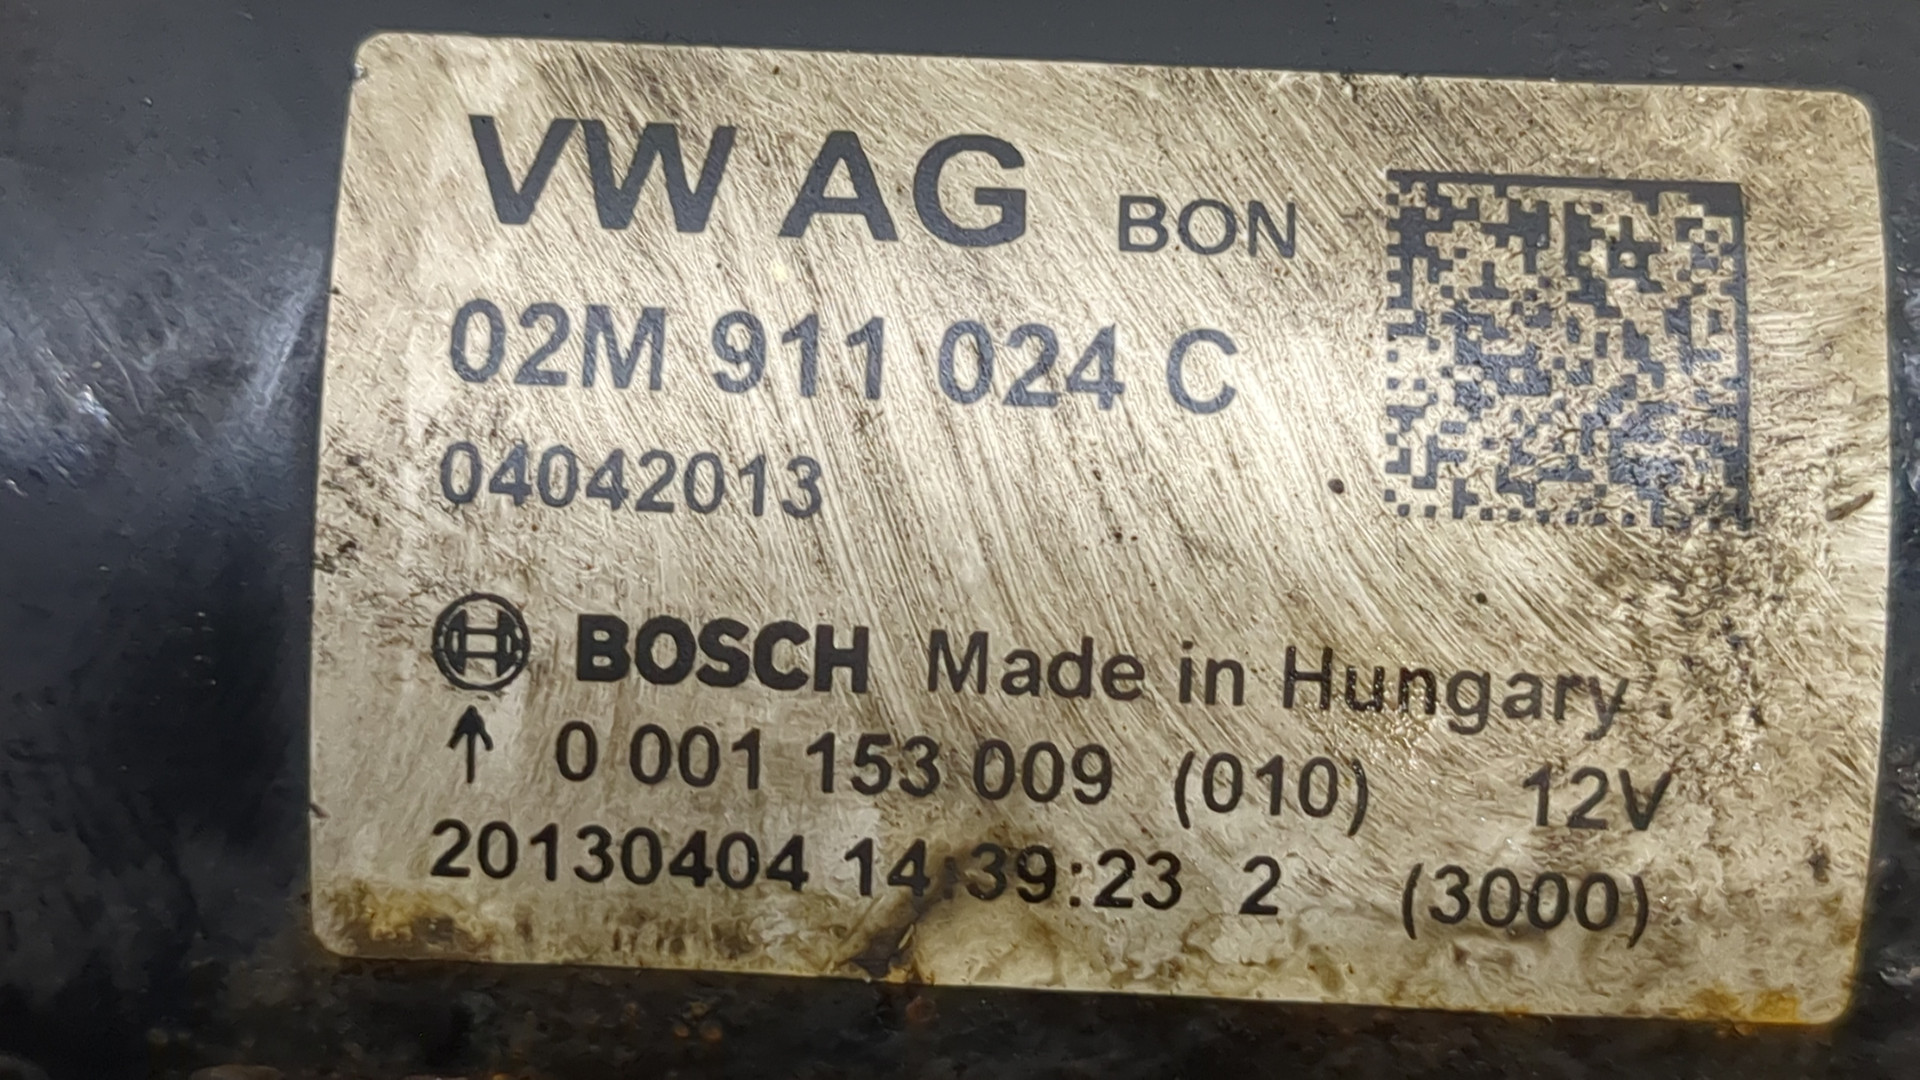 VW AG BON
02M 911 024 C
04042013
BOSCH Made in Hungary
↑ 0 001 153 009 (010) 12V
20130404 14:39:23 2 (3000)